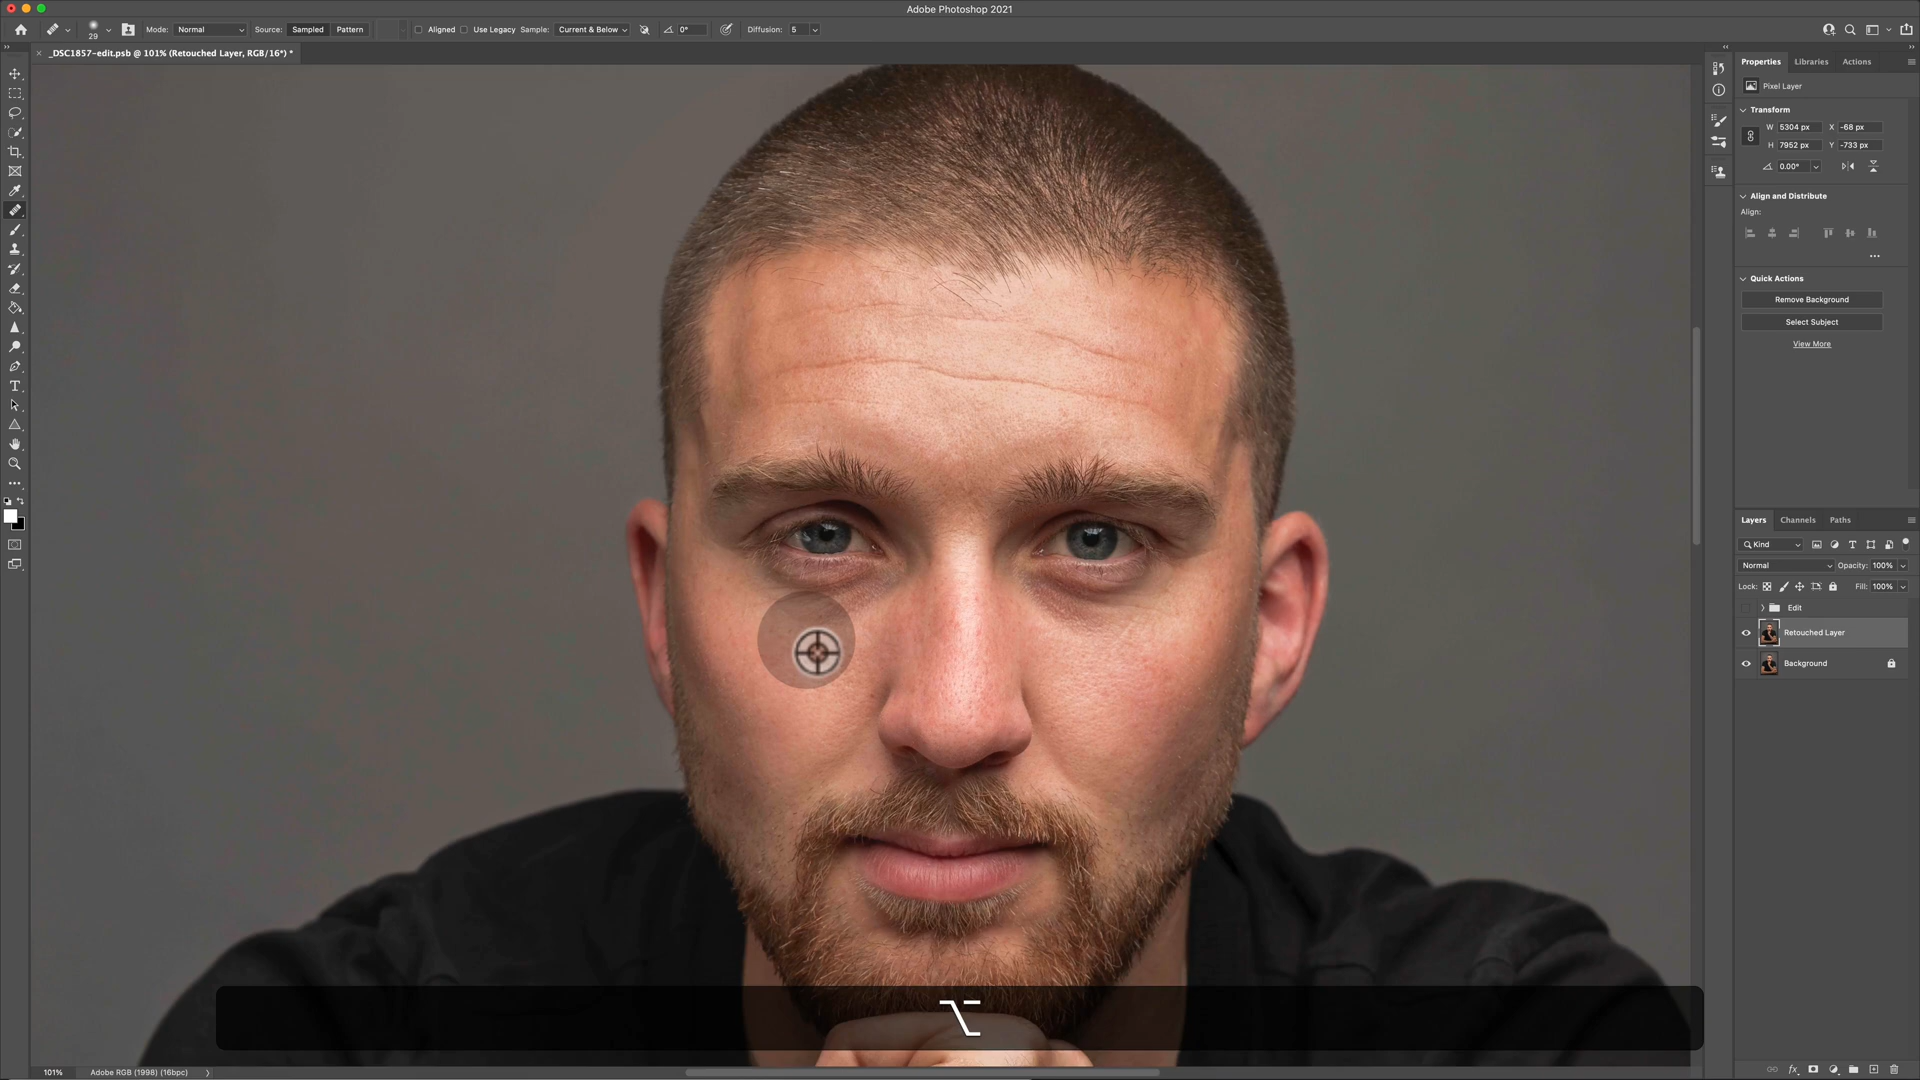 Adobe Photoshop 2021
29
Mode: Normal
Source: Sampled Pattern
Aligned
Use Legacy
Sample: Current & Below
0°
Diffusion: 5
_DSC1857-edit.psb @ 101% (Retouched Layer, RGB/16*) *
Properties Libraries Actions
Pixel Layer
Transform
W 5304 px X -68 px
H 7952 px Y -733 px
0.00°
Align and Distribute
Align:
Quick Actions
Remove Background
Select Subject
View More
Layers Channels Paths
Kind
Normal Opacity: 100%
Lock: Fill: 100%
Edit
Retouched Layer
Background
101% Adobe RGB (1998) (16bpc)